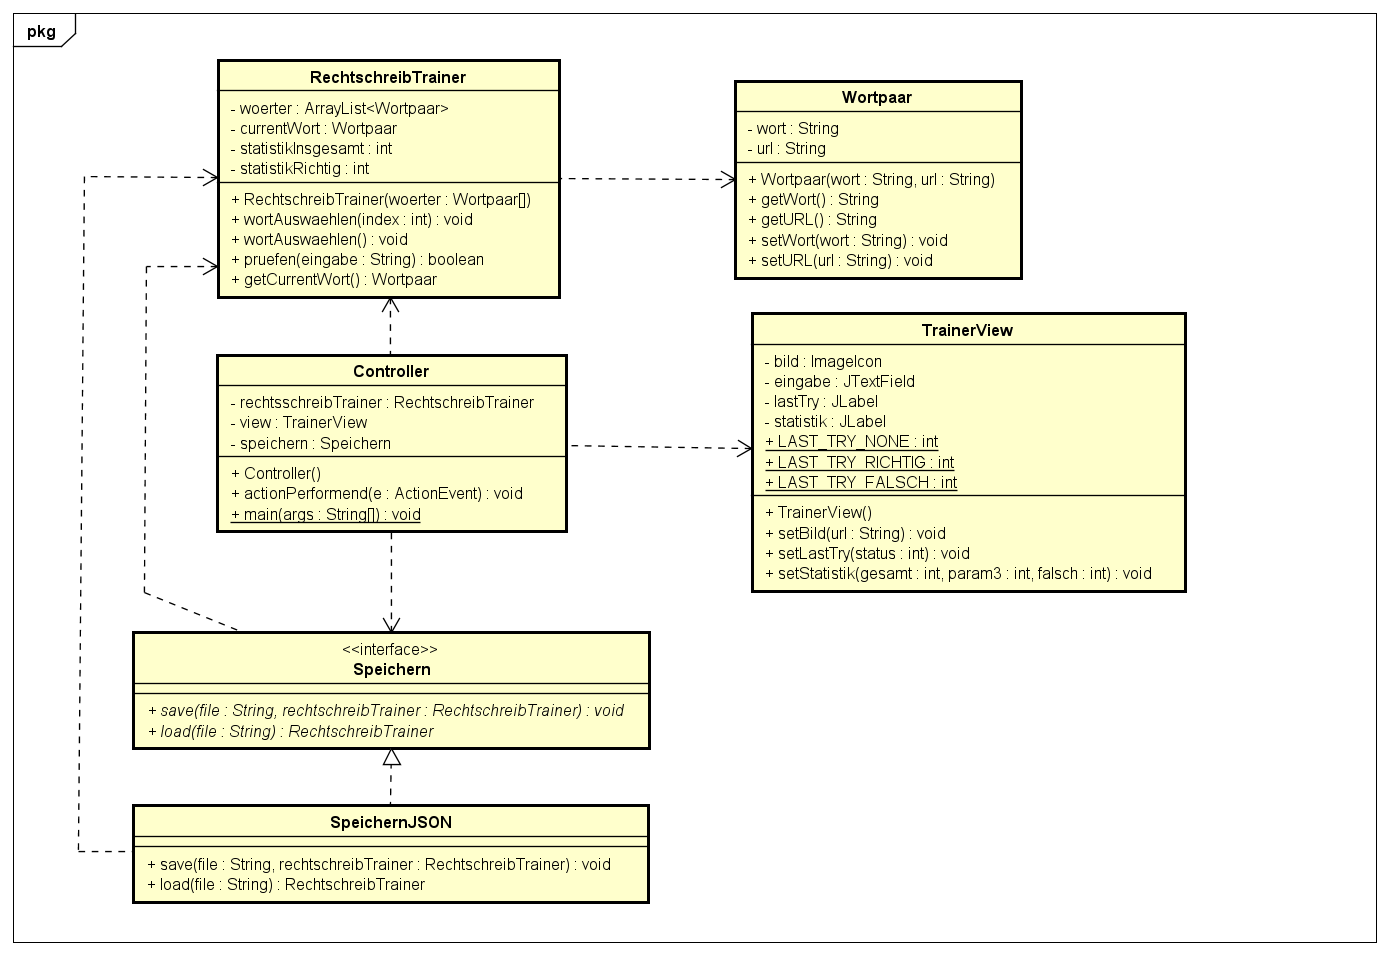 pkg
RechtschreibTrainer
- woerter : ArrayList<Wortpaar>
- currentWort : Wortpaar
- statistikInsgesamt : int
- statistikRichtig : int
+ RechtschreibTrainer(woerter : Wortpaar[])
+ wortAuswaehlen(index : int) : void
+ wortAuswaehlen() : void
+ pruefen(eingabe : String) : boolean
+ getCurrentWort() : Wortpaar
Wortpaar
- wort : String
- url : String
+ Wortpaar(wort : String, url : String)
+ getWort() : String
+ getURL() : String
+ setWort(wort : String) : void
+ setURL(url : String) : void
TrainerView
- bild : ImageIcon
- eingabe : JTextField
- lastTry : JLabel
- statistik : JLabel
+ LAST_TRY_NONE : int
+ LAST_TRY_RICHTIG : int
+ LAST_TRY_FALSCH : int
+ TrainerView()
+ setBild(url : String) : void
+ setLastTry(status : int) : void
+ setStatistik(gesamt : int, param3 : int, falsch : int) : void
Controller
- rechtsschreibTrainer : RechtschreibTrainer
- view : TrainerView
- speichern : Speichern
+ Controller()
+ actionPerformend(e : ActionEvent) : void
+ main(args : String[]) : void
<<interface>>
Speichern
+ save(file : String, rechtschreibTrainer : RechtschreibTrainer) : void
+ load(file : String) : RechtschreibTrainer
SpeichernJSON
+ save(file : String, rechtschreibTrainer : RechtschreibTrainer) : void
+ load(file : String) : RechtschreibTrainer